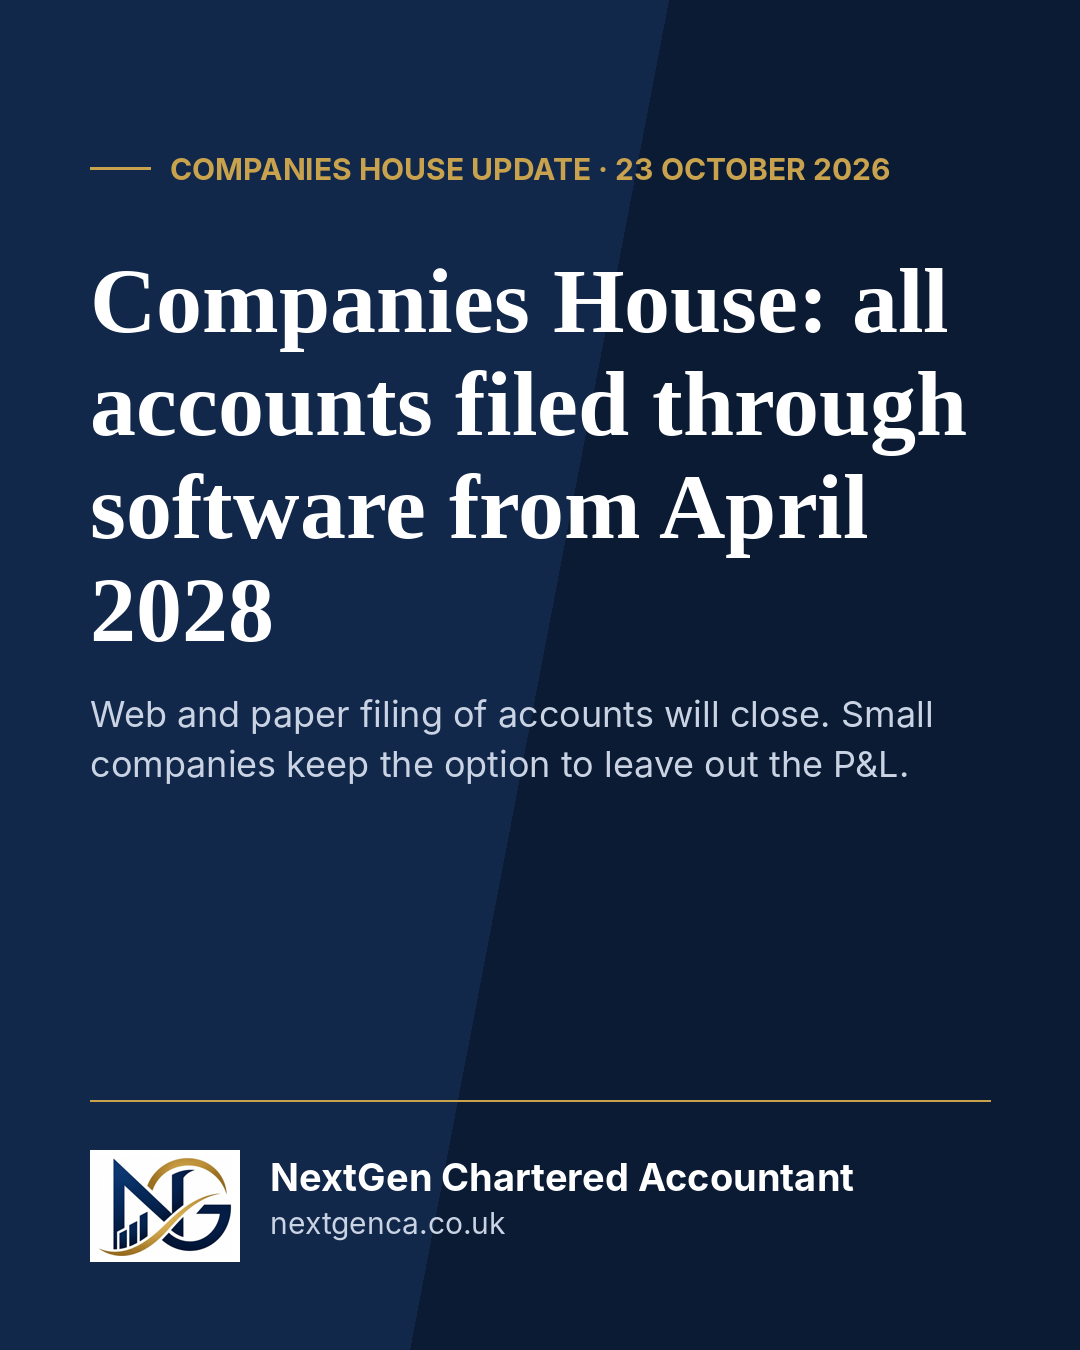 COMPANIES HOUSE UPDATE · 23 OCTOBER 2026
Companies House: all
accounts filed through
software from April
2028
Web and paper filing of accounts will close. Small
companies keep the option to leave out the P&L.
NG
NextGen Chartered Accountant
nextgenca.co.uk